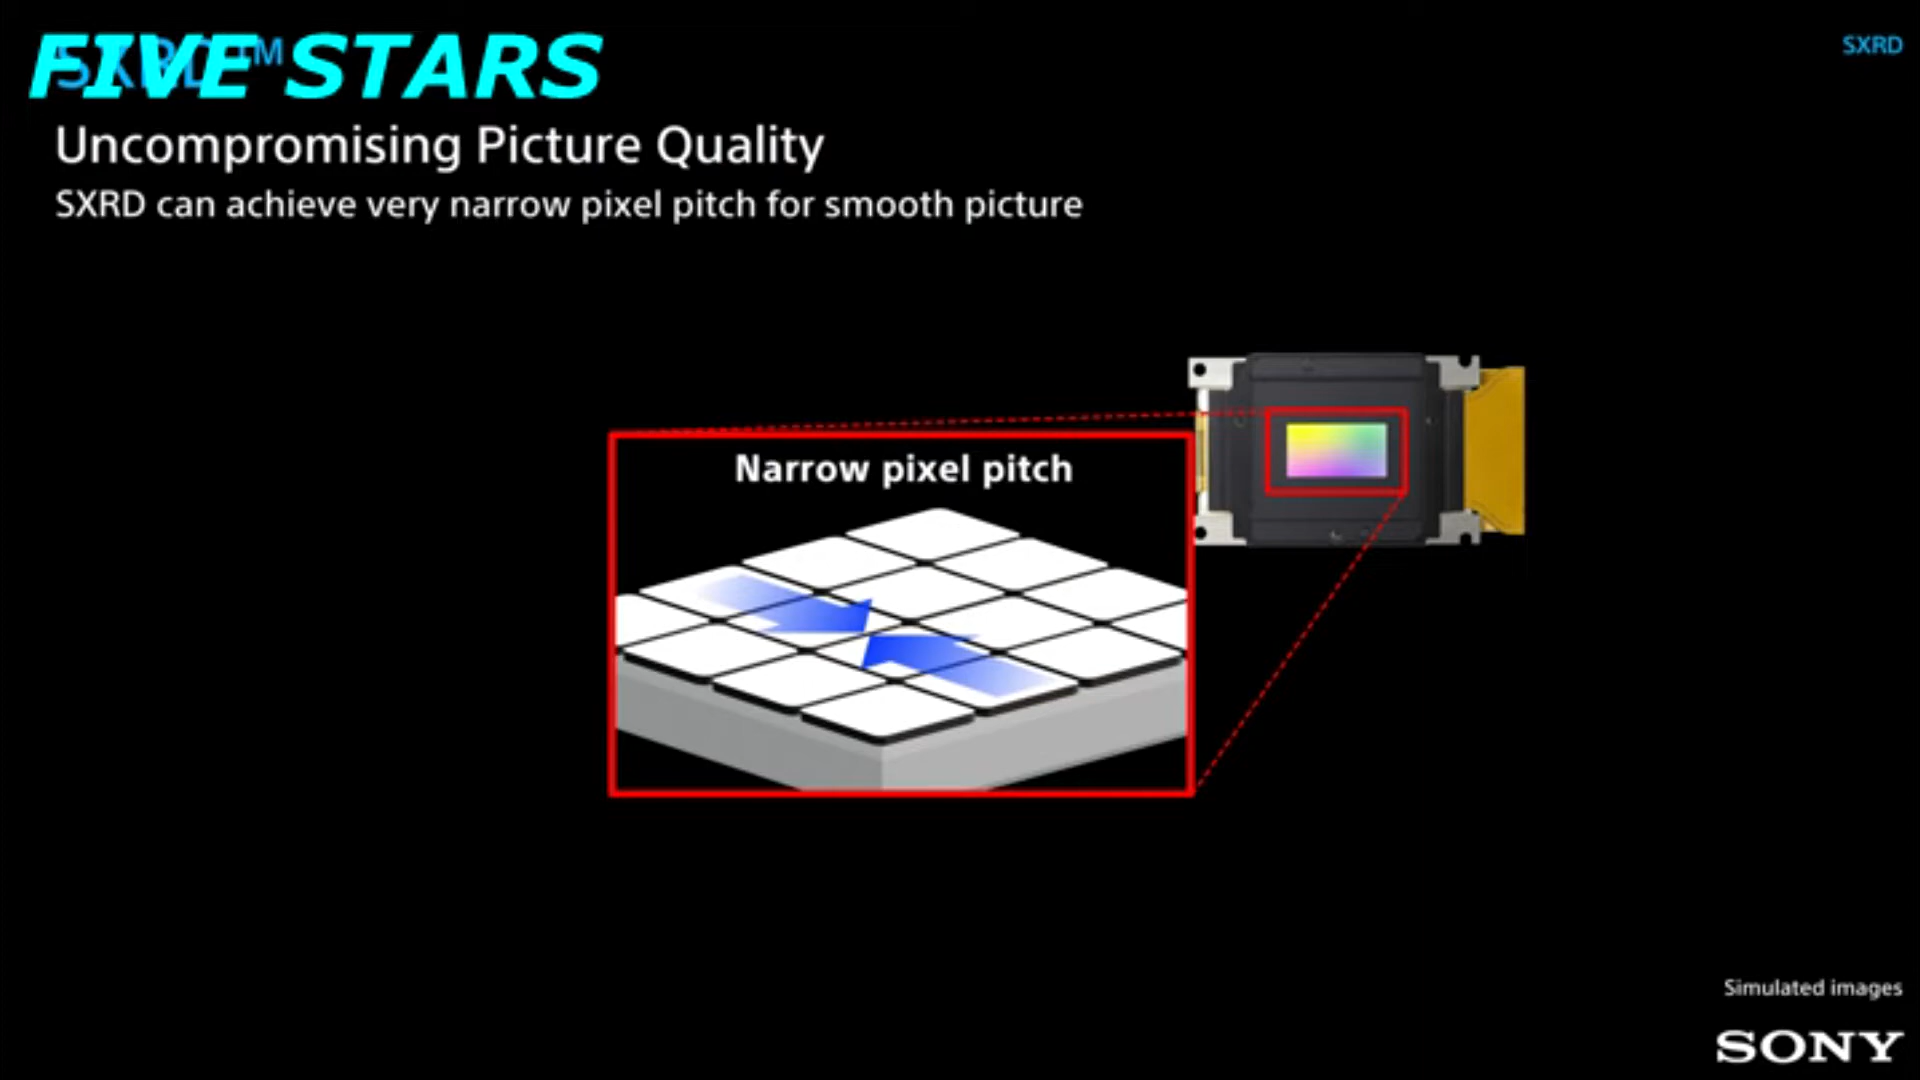 FIVE STARS
SXRD™
SXRD
Uncompromising Picture Quality
SXRD can achieve very narrow pixel pitch for smooth picture
Narrow pixel pitch
Simulated images
SONY